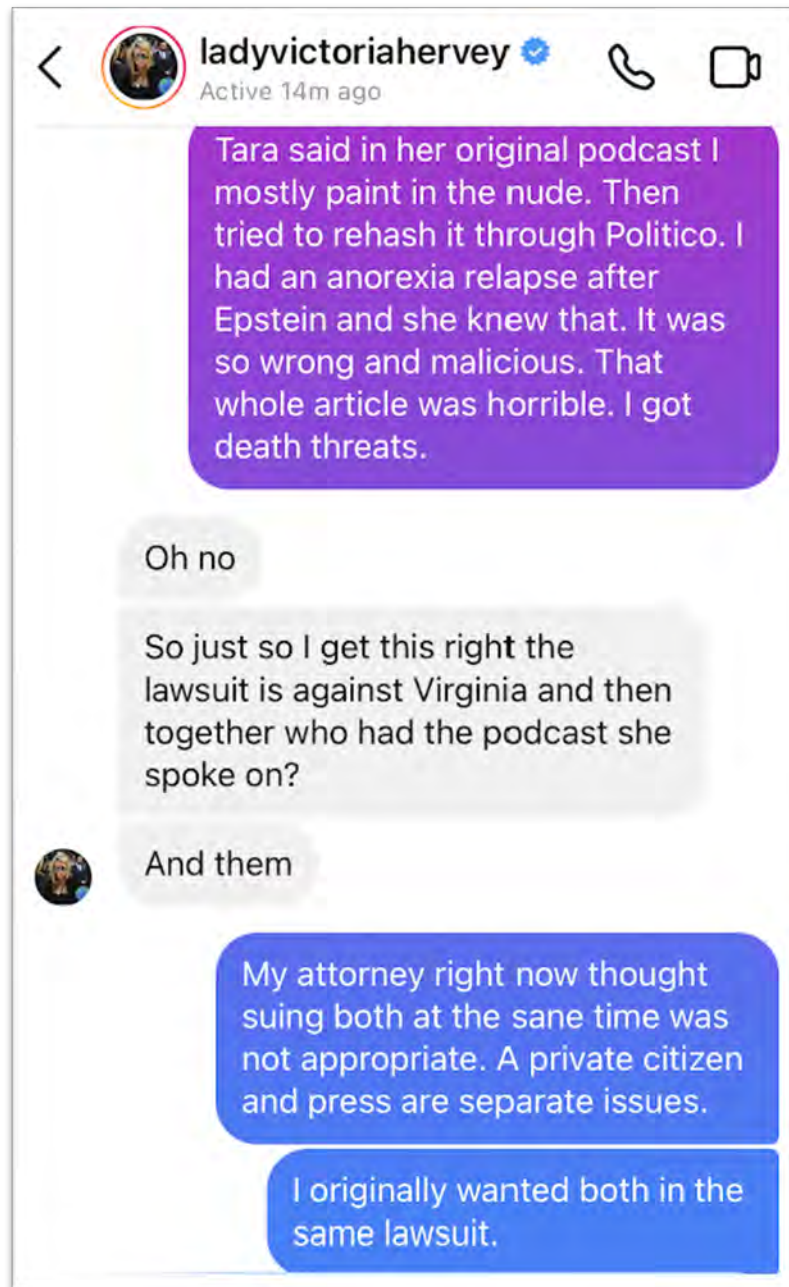 ladyvictoriahervey
Active 14m ago
Tara said in her original podcast I
mostly paint in the nude. Then
tried to rehash it through Politico. I
had an anorexia relapse after
Epstein and she knew that. It was
so wrong and malicious. That
whole article was horrible. I got
death threats.
Oh no
So just so I get this right the
lawsuit is against Virginia and then
together who had the podcast she
spoke on?
And them
My attorney right now thought
suing both at the sane time was
not appropriate. A private citizen
and press are separate issues.
I originally wanted both in the
same lawsuit.